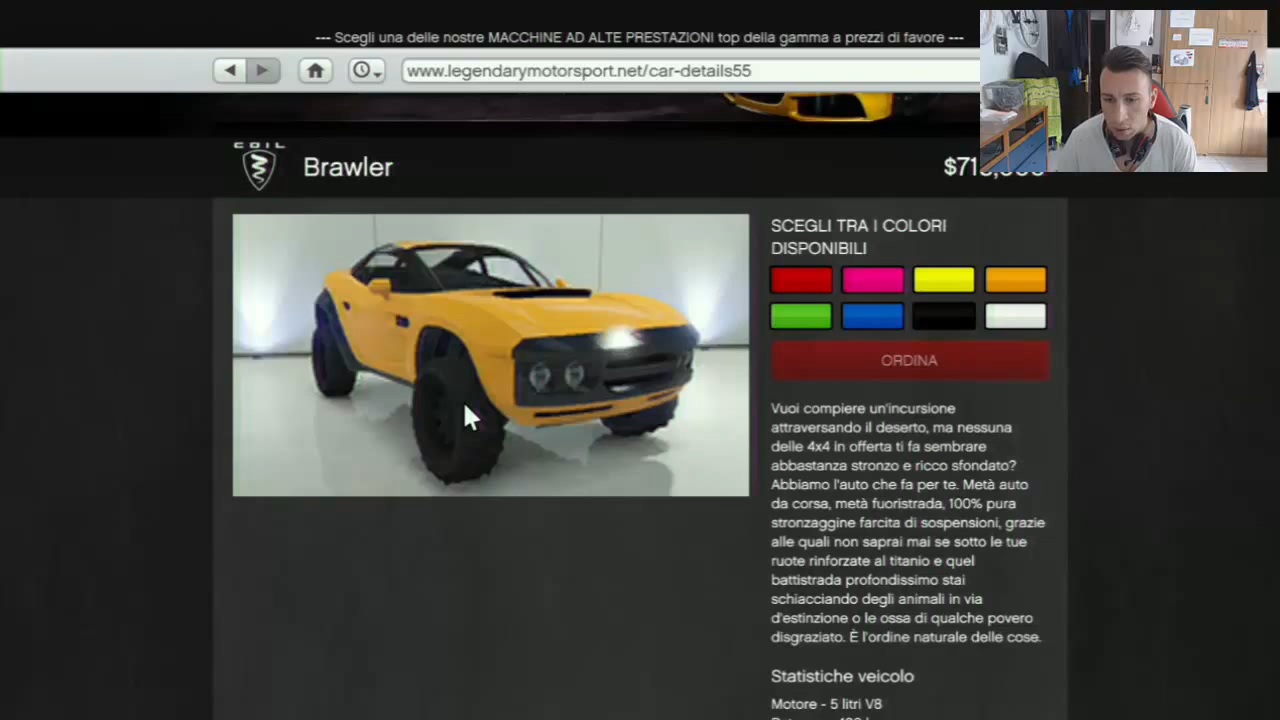 --- Scegli una delle nostre MACCHINE AD ALTE PRESTAZIONI top della gamma a prezzi di favore ---
www.legendarymotorsport.net/car-details55
COIL
Brawler
SCEGLI TRA I COLORI
DISPONIBILI
ORDINA
Vuoi compiere un'incursione
attraversando il deserto, ma nessuna
delle 4x4 in offerta ti fa sembrare
abbastanza stronzo e ricco sfondato?
Abbiamo l'auto che fa per te. Metà auto
da corsa, metà fuoristrada, 100% pura
stronzaggine farcita di sospensioni, grazie
alle quali non saprai mai se sotto le tue
ruote rinforzate al titanio e quel
battistrada profondissimo stai
schiacciando degli animali in via
d'estinzione o le ossa di qualche povero
disgraziato. È l'ordine naturale delle cose.
Statistiche veicolo
Motore - 5 litri V8